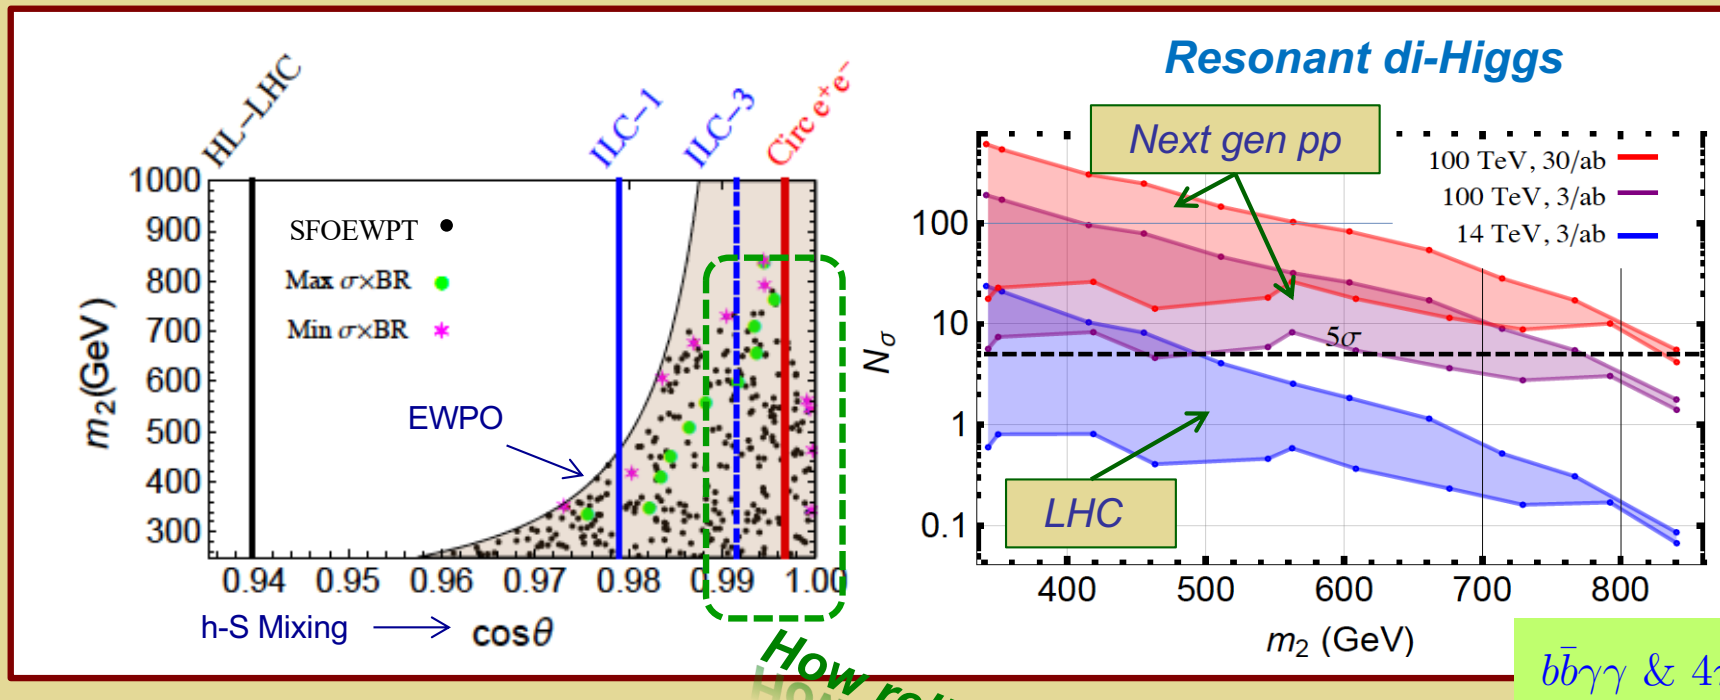 Resonant di-Higgs
HL-LHC
ILC-1
ILC-3
Circ e⁺e⁻
1000
900
800
700
600
500
400
300
m₂(GeV)
SFOEWPT
Max σ×BR
Min σ×BR
EWPO
0.94 0.95 0.96 0.97 0.98 0.99 1.00
h-S Mixing
cosθ
Next gen pp
100 TeV, 30/ab
100 TeV, 3/ab
14 TeV, 3/ab
100
10
1
0.1
Nσ
5σ
LHC
400 500 600 700 800
m₂ (GeV)
How
bb̄γγ & 4